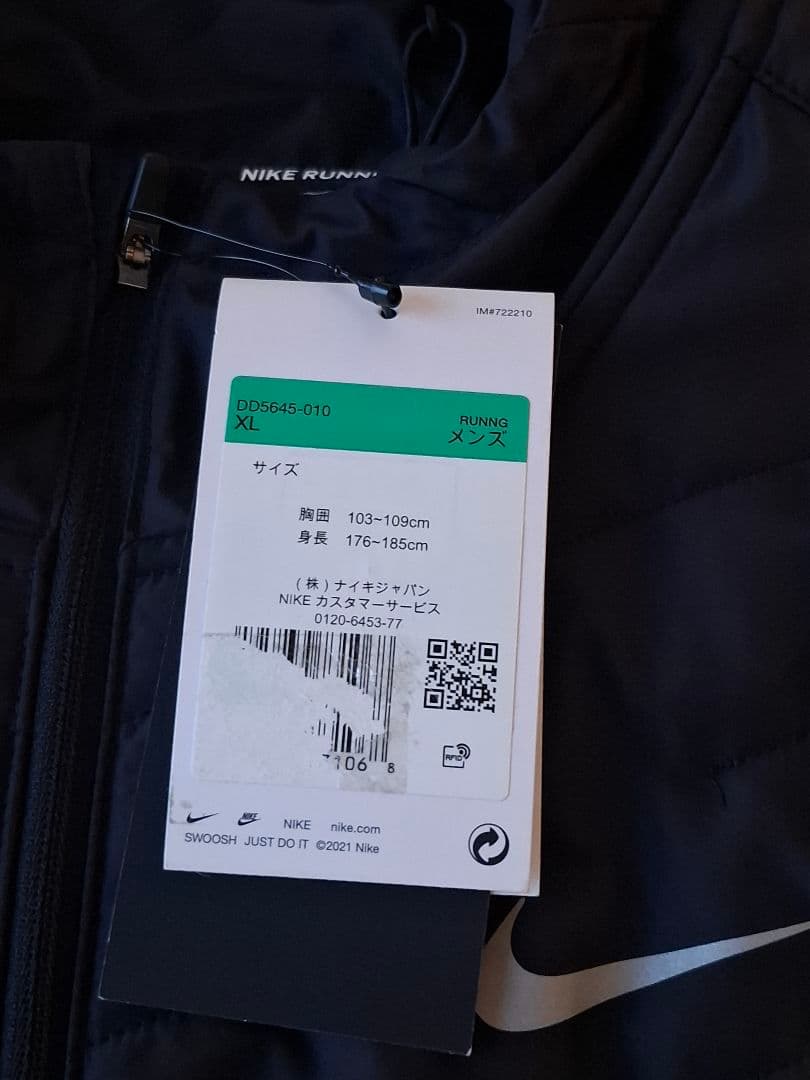 NIKE RUNN
IM#722210
DD5645-010
XL
RUNNG
メンズ
サイズ
胸囲 103~109cm
身長 176~185cm
(株)ナイキジャパン
NIKE カスタマーサービス
0120-6453-77
106 8
RFID
NIKE NIKE nike.com
SWOOSH JUST DO IT ©2021 Nike